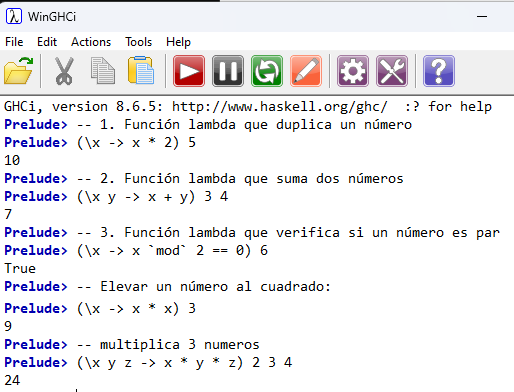 WinGHCi
File Edit Actions Tools Help
GHCi, version 8.6.5: http://www.haskell.org/ghc/  :? for help
Prelude> -- 1. Función lambda que duplica un número
Prelude> (\x -> x * 2) 5
10
Prelude> -- 2. Función lambda que suma dos números
Prelude> (\x y -> x + y) 3 4
7
Prelude> -- 3. Función lambda que verifica si un número es par
Prelude> (\x -> x `mod` 2 == 0) 6
True
Prelude> -- Elevar un número al cuadrado:
Prelude> (\x -> x * x) 3
9
Prelude> -- multiplica 3 numeros
Prelude> (\x y z -> x * y * z) 2 3 4
24